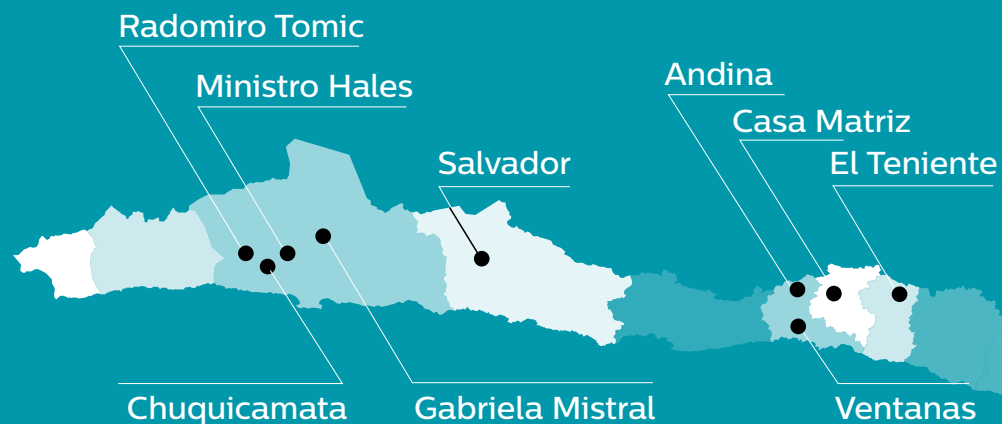 Radomiro Tomic
Ministro Hales
Andina
Casa Matriz
Salvador
El Teniente
Chuquicamata
Gabriela Mistral
Ventanas